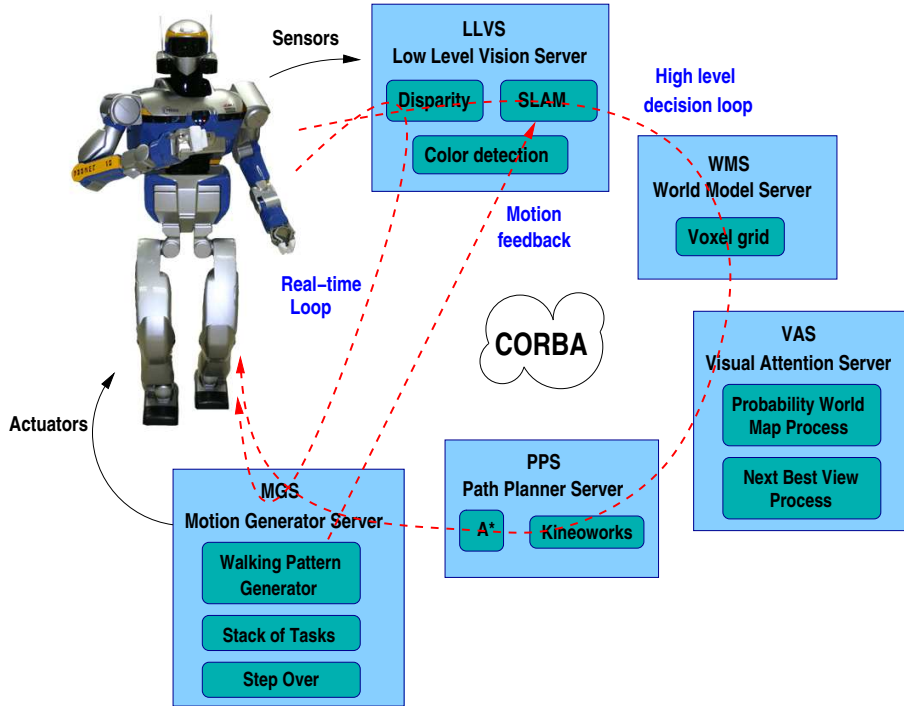 Sensors
LLVS
Low Level Vision Server
Disparity
SLAM
Color detection
High level
decision loop
WMS
World Model Server
Voxel grid
Motion
feedback
Real-time
Loop
CORBA
VAS
Visual Attention Server
Probability World
Map Process
Next Best View
Process
Actuators
PPS
Path Planner Server
A*
Kineoworks
MGS
Motion Generator Server
Walking Pattern
Generator
Stack of Tasks
Step Over